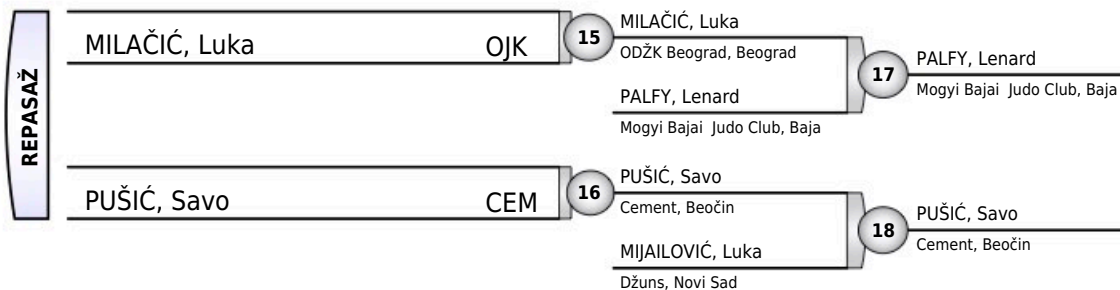 REPASAŽ
MILAČIĆ, Luka OJK
15
MILAČIĆ, Luka
ODŽK Beograd, Beograd
PALFY, Lenard
Mogyi Bajai Judo Club, Baja
17
PALFY, Lenard
Mogyi Bajai Judo Club, Baja
PUŠIĆ, Savo CEM
16
PUŠIĆ, Savo
Cement, Beočin
MIJAILOVIĆ, Luka
Džuns, Novi Sad
18
PUŠIĆ, Savo
Cement, Beočin